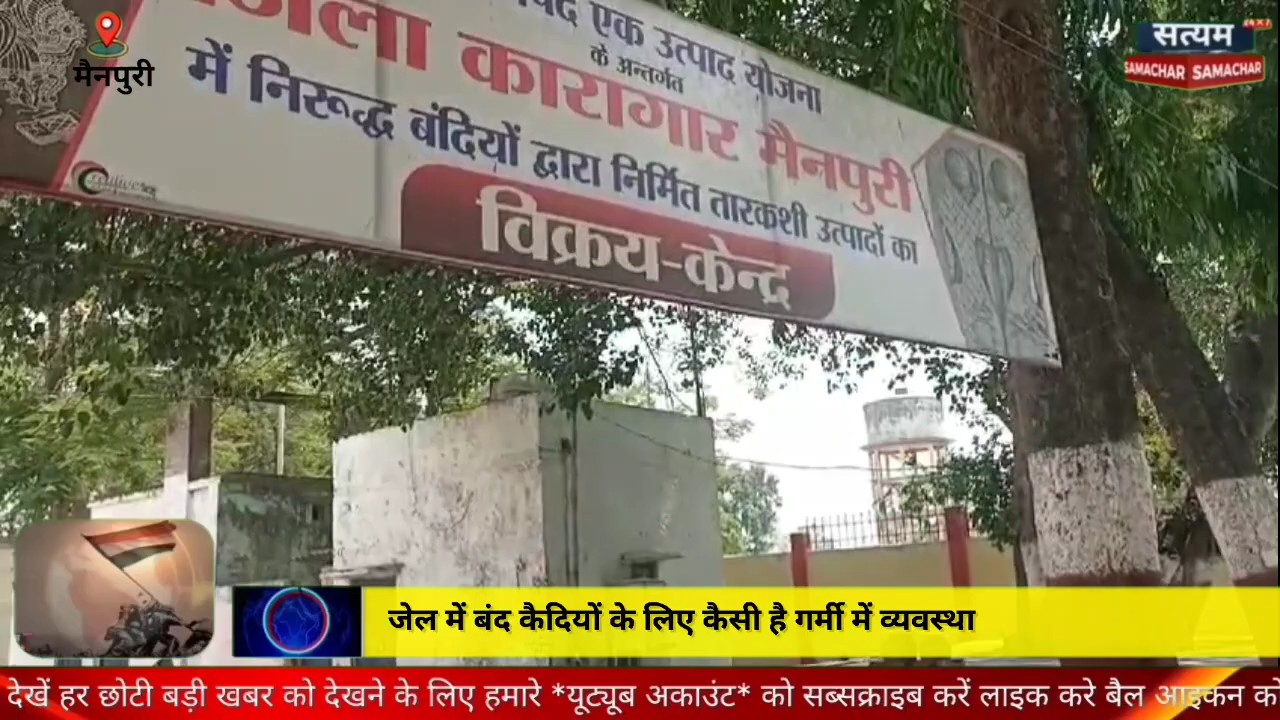 मैनपुरी
एक उत्पाद योजना
के अन्तर्गत
जिला कारागार मैनपुरी
में निरूद्ध बंदियों द्वारा निर्मित तारकशी उत्पादों का
विक्रय-केन्द्र
सत्यम
24x7
SAMACHAR SAMACHAR
जेल में बंद कैदियों के लिए कैसी है गर्मी में व्यवस्था
देखें हर छोटी बड़ी खबर को देखने के लिए हमारे *यूट्यूब अकाउंट* को सब्सक्राइब करें लाइक करे बैल आइकन को